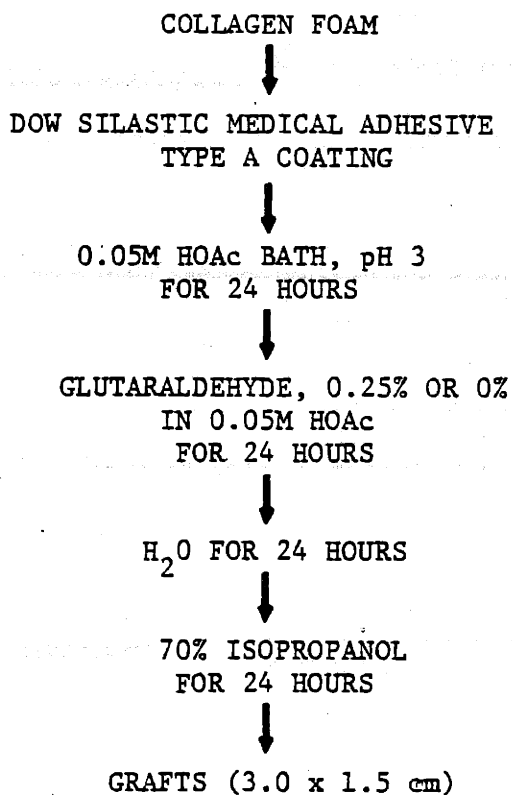 COLLAGEN FOAM
DOW SILASTIC MEDICAL ADHESIVE
TYPE A COATING
0.05M HOAc BATH, pH 3
FOR 24 HOURS
GLUTARALDEHYDE, 0.25% OR 0%
IN 0.05M HOAc
FOR 24 HOURS
H₂O FOR 24 HOURS
70% ISOPROPANOL
FOR 24 HOURS
GRAFTS (3.0 x 1.5 cm)